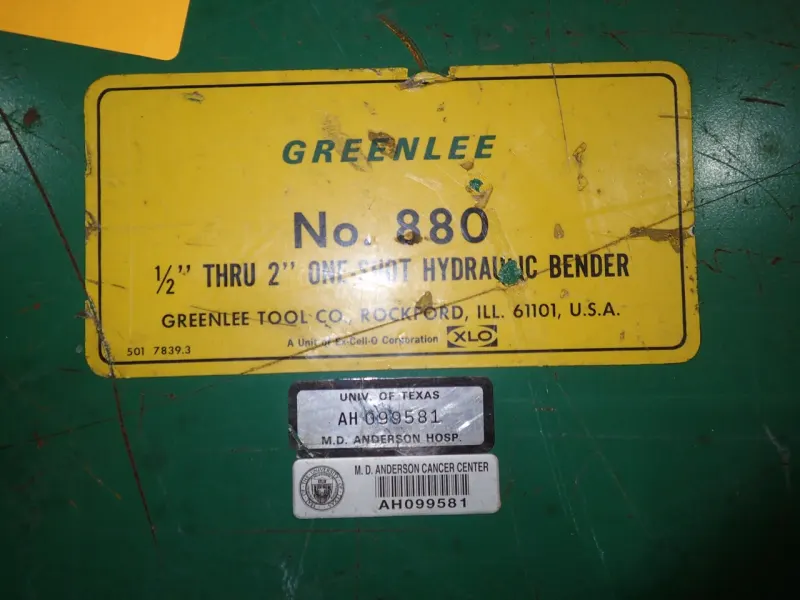 GREENLEE
No. 880
½" THRU 2" ONE-SHOT HYDRAULIC BENDER
GREENLEE TOOL CO., ROCKFORD, ILL. 61101, U.S.A.
A Unit of Ex-Cell-O Corporation XLO
501 7839.3
UNIV. OF TEXAS
AH 099581
M.D. ANDERSON HOSP.
M. D. ANDERSON CANCER CENTER
AH099581